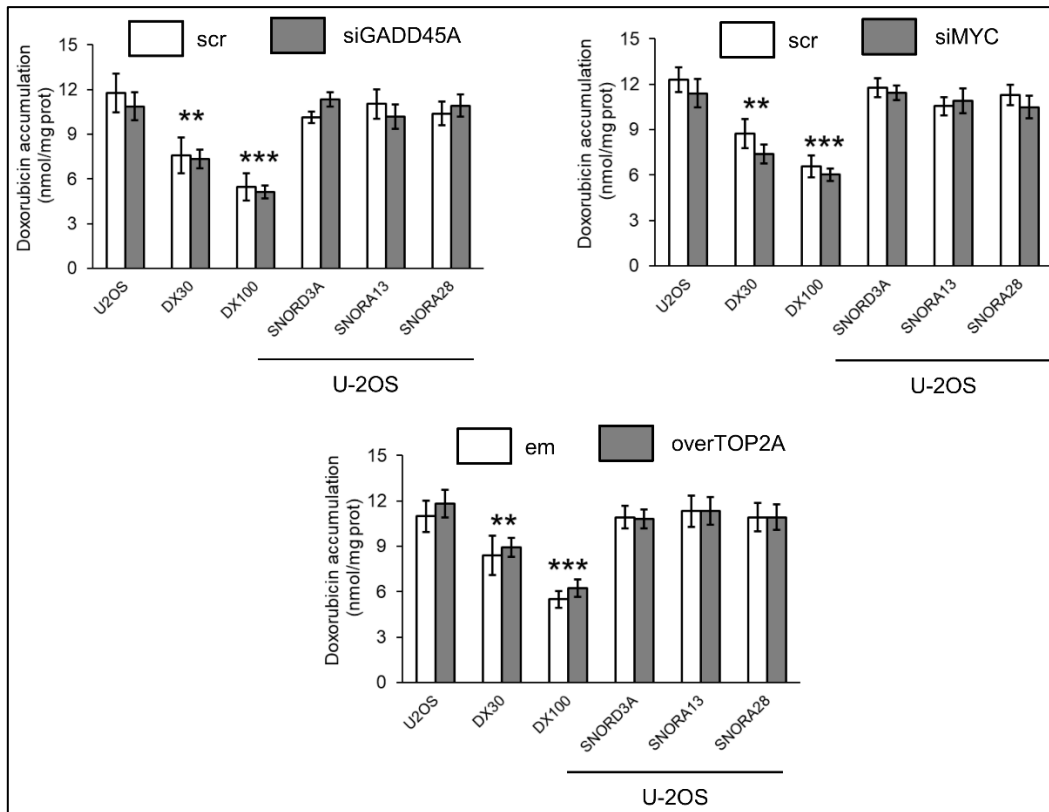 scr siGADD45A
Doxorubicin accumulation
(nmol/mg prot)
15
12
9
6
3
0
**
***
U2OS
DX30
DX100
SNORD3A
SNORA13
SNORA28
U-2OS
scr siMYC
Doxorubicin accumulation
(nmol/mg prot)
15
12
9
6
3
0
**
***
U2OS
DX30
DX100
SNORD3A
SNORA13
SNORA28
U-2OS
em overTOP2A
Doxorubicin accumulation
(nmol/mg prot)
15
12
9
6
3
0
**
***
U2OS
DX30
DX100
SNORD3A
SNORA13
SNORA28
U-2OS